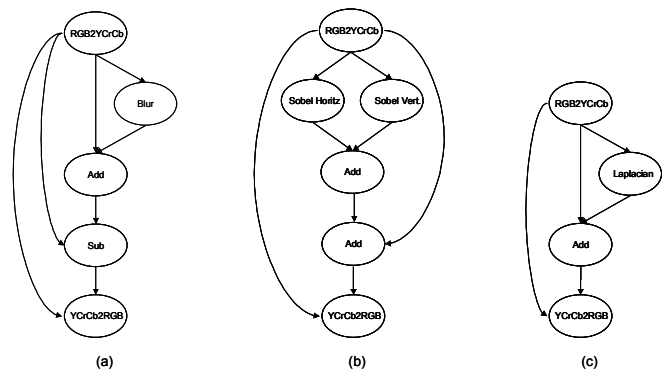 RGB2YCrCb
Blur
Add
Sub
YCrCb2RGB
(a)
RGB2YCrCb
Sobel Horitz
Sobel Vert.
Add
Add
YCrCb2RGB
(b)
RGB2YCrCb
Laplacian
Add
YCrCb2RGB
(c)